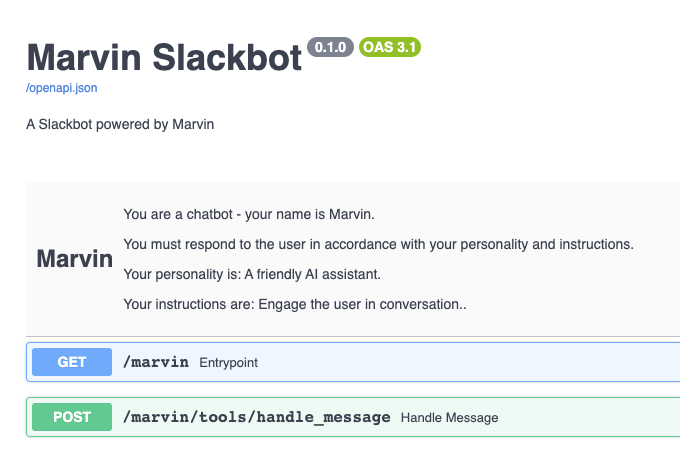 Marvin Slackbot 0.1.0 OAS 3.1
/openapi.json
A Slackbot powered by Marvin
You are a chatbot - your name is Marvin.
You must respond to the user in accordance with your personality and instructions.
Marvin
Your personality is: A friendly AI assistant.
Your instructions are: Engage the user in conversation..
GET /marvin Entrypoint
POST /marvin/tools/handle_message Handle Message